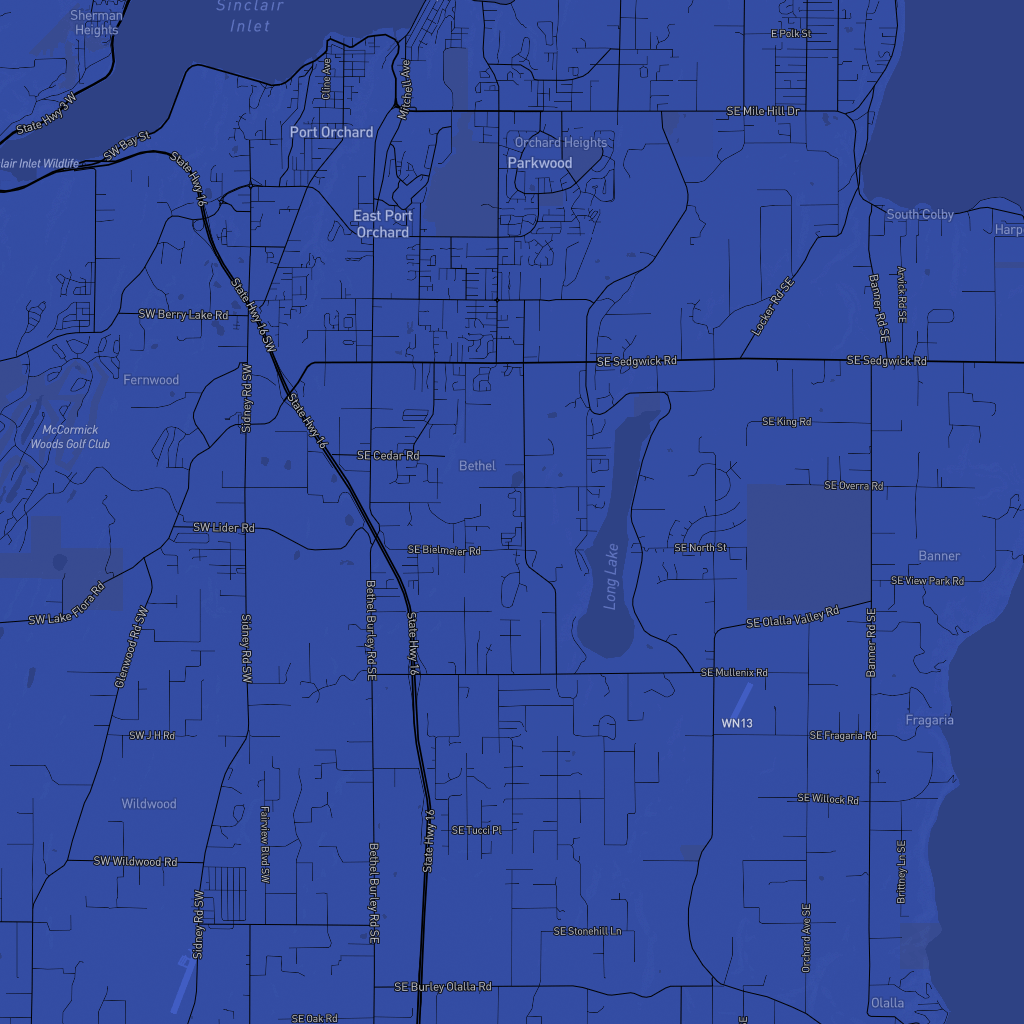 Sinclair
Inlet
Sherman
Heights
E Polk St
Cline Ave
Mitchell Ave
State Hwy 3 W
SE Mile Hill Dr
Port Orchard
SW Bay St
Orchard Heights
Parkwood
lair Inlet Wildlife
State Hwy 16
East Port
Orchard
South Colby
Harp
State Hwy 16 SW
Locker Rd SE
Banner Rd SE
Arvick Rd SE
SW Berry Lake Rd
SE Sedgwick Rd
SE Sedgwick Rd
Fernwood
Sidney Rd SW
State Hwy 16
McCormick
Woods Golf Club
SE King Rd
SE Cedar Rd
Bethel
SE Overra Rd
SW Lider Rd
SE Bielmeier Rd
SE North St
Banner
Long Lake
SE View Park Rd
SW Lake Flora Rd
Glenwood Rd SW
Sidney Rd SW
Bethel Burley Rd SE
State Hwy 16
SE Olalla Valley Rd
Banner Rd SE
SE Mullenix Rd
WN13
Fragaria
SW J H Rd
SE Fragaria Rd
Wildwood
SE Willock Rd
Fairview Blvd SW
State Hwy 16
SE Tucci Pl
SW Wildwood Rd
Bethel Burley Rd SE
Brittney Ln SE
Sidney Rd SW
SE Stonehill Ln
Orchard Ave SE
SE Burley Olalla Rd
Olalla
SE Oak Rd
SE